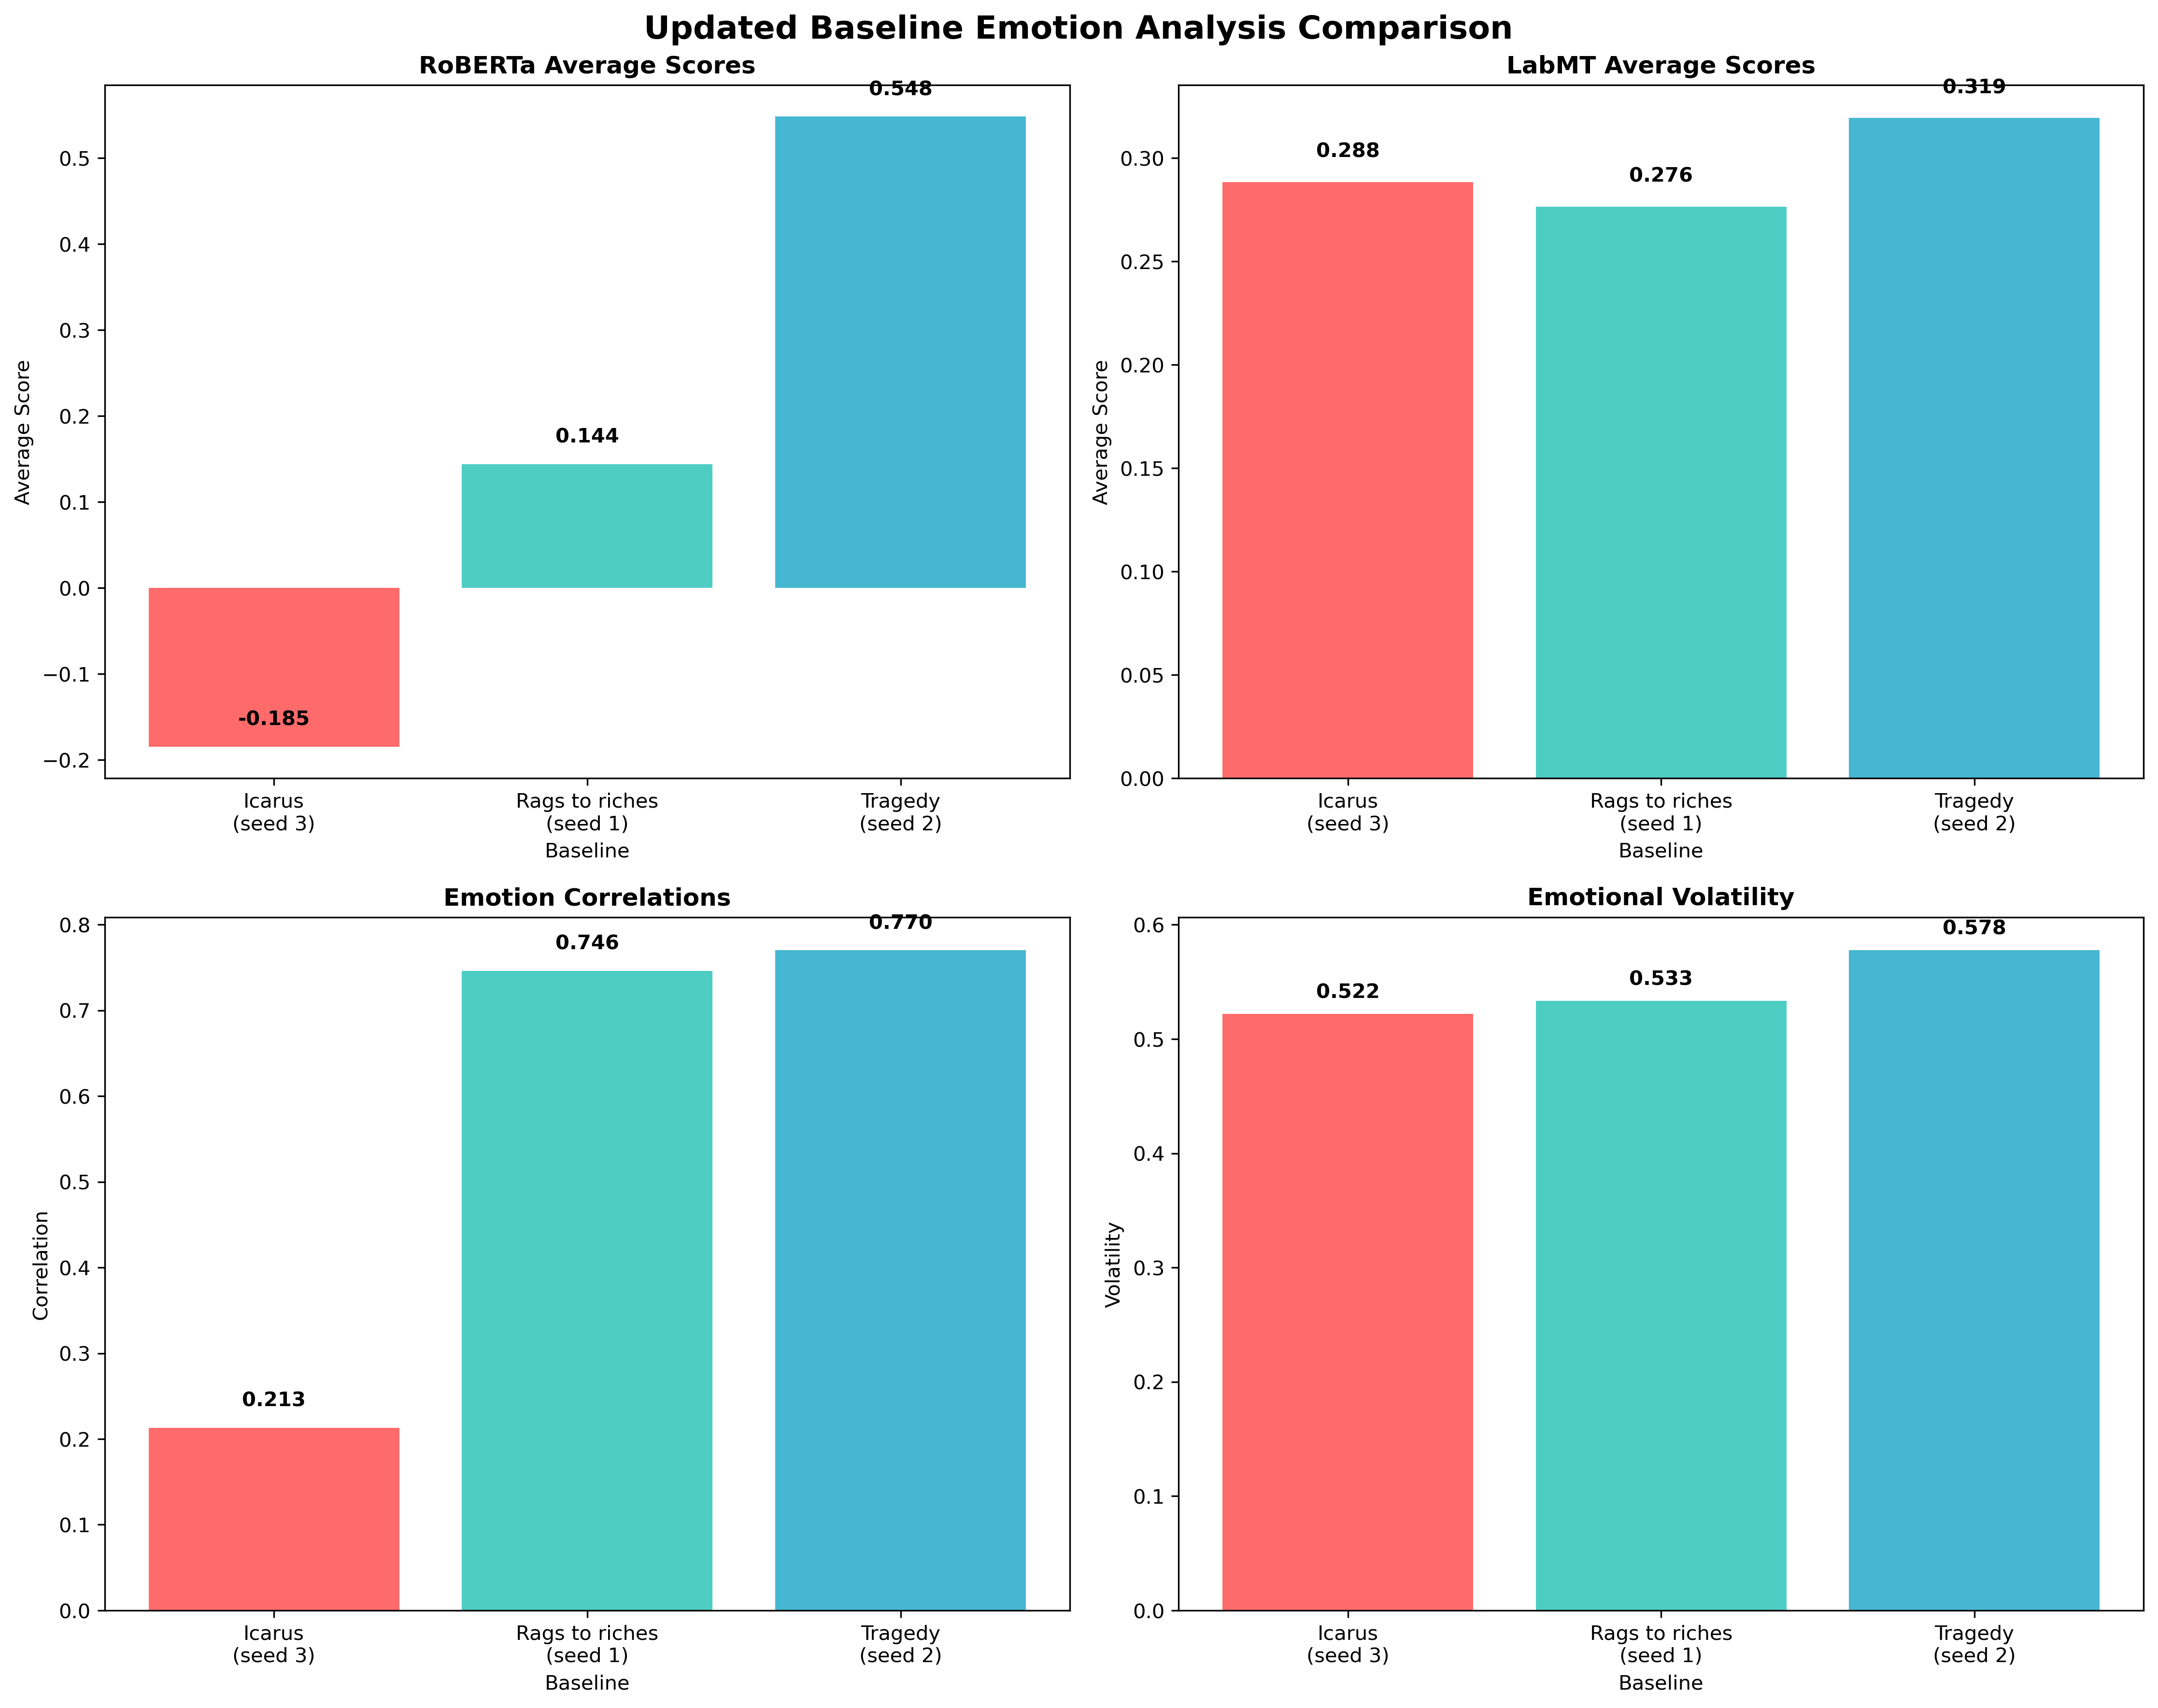 Updated Baseline Emotion Analysis Comparison
RoBERTa Average Scores
Average Score
0.5
0.4
0.3
0.2
0.1
0.0
−0.1
−0.2
-0.185
0.144
0.548
Icarus
(seed 3)
Rags to riches
(seed 1)
Tragedy
(seed 2)
Baseline
LabMT Average Scores
Average Score
0.30
0.25
0.20
0.15
0.10
0.05
0.00
0.288
0.276
0.319
Icarus
(seed 3)
Rags to riches
(seed 1)
Tragedy
(seed 2)
Baseline
Emotion Correlations
Correlation
0.8
0.7
0.6
0.5
0.4
0.3
0.2
0.1
0.0
0.213
0.746
0.770
Icarus
(seed 3)
Rags to riches
(seed 1)
Tragedy
(seed 2)
Baseline
Emotional Volatility
Volatility
0.6
0.5
0.4
0.3
0.2
0.1
0.0
0.522
0.533
0.578
Icarus
(seed 3)
Rags to riches
(seed 1)
Tragedy
(seed 2)
Baseline